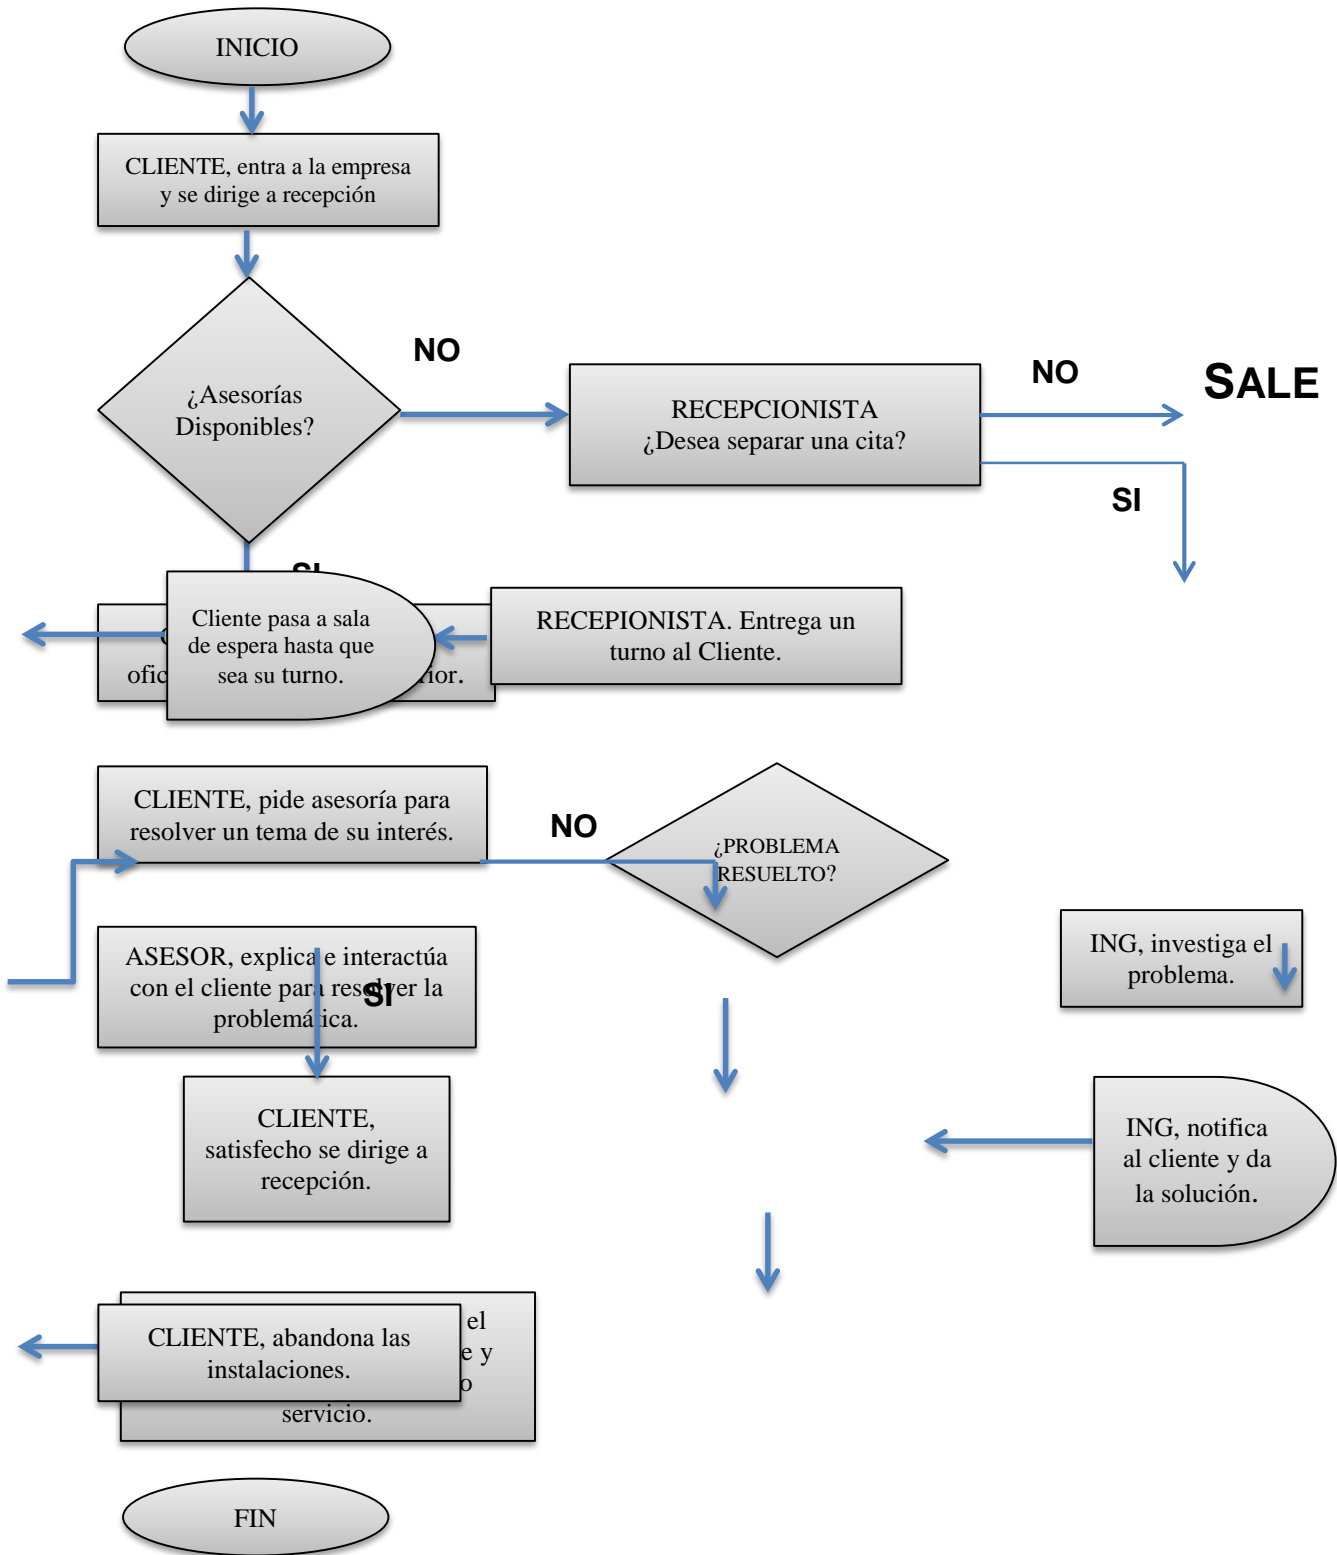 INICIO
CLIENTE, entra a la empresa
y se dirige a recepción
¿Asesorías
Disponibles?
NO
RECEPCIONISTA
¿Desea separar una cita?
NO
SALE
SI
SI
Cliente pasa a sala
de espera hasta que
sea su turno.
RECEPIONISTA. Entrega un
turno al Cliente.
CLIENTE, pide asesoría para
resolver un tema de su interés.
NO
¿PROBLEMA
RESUELTO?
ASESOR, explica e interactúa
con el cliente para resolver la
problemática.
SI
ING, investiga el
problema.
CLIENTE,
satisfecho se dirige a
recepción.
ING, notifica
al cliente y da
la solución.
CLIENTE, abandona las
instalaciones.
el
y
servicio.
FIN